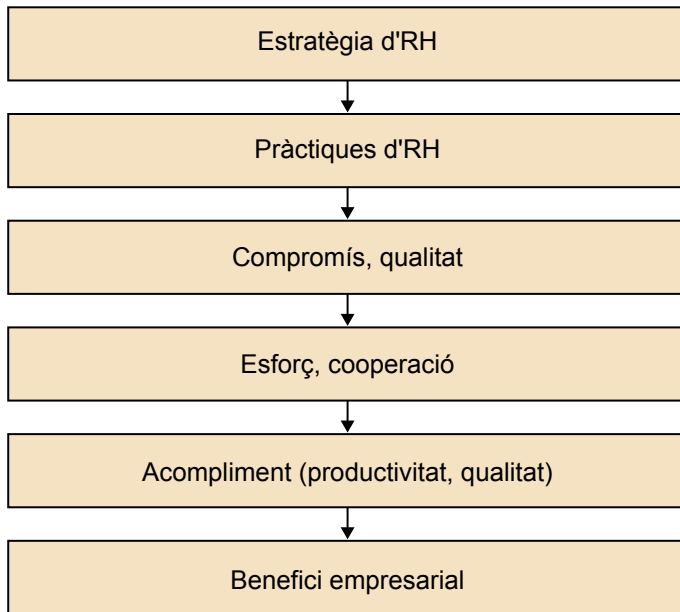 Estratègia d'RH
Pràctiques d'RH
Compromís, qualitat
Esforç, cooperació
Acompliment (productivitat, qualitat)
Benefici empresarial